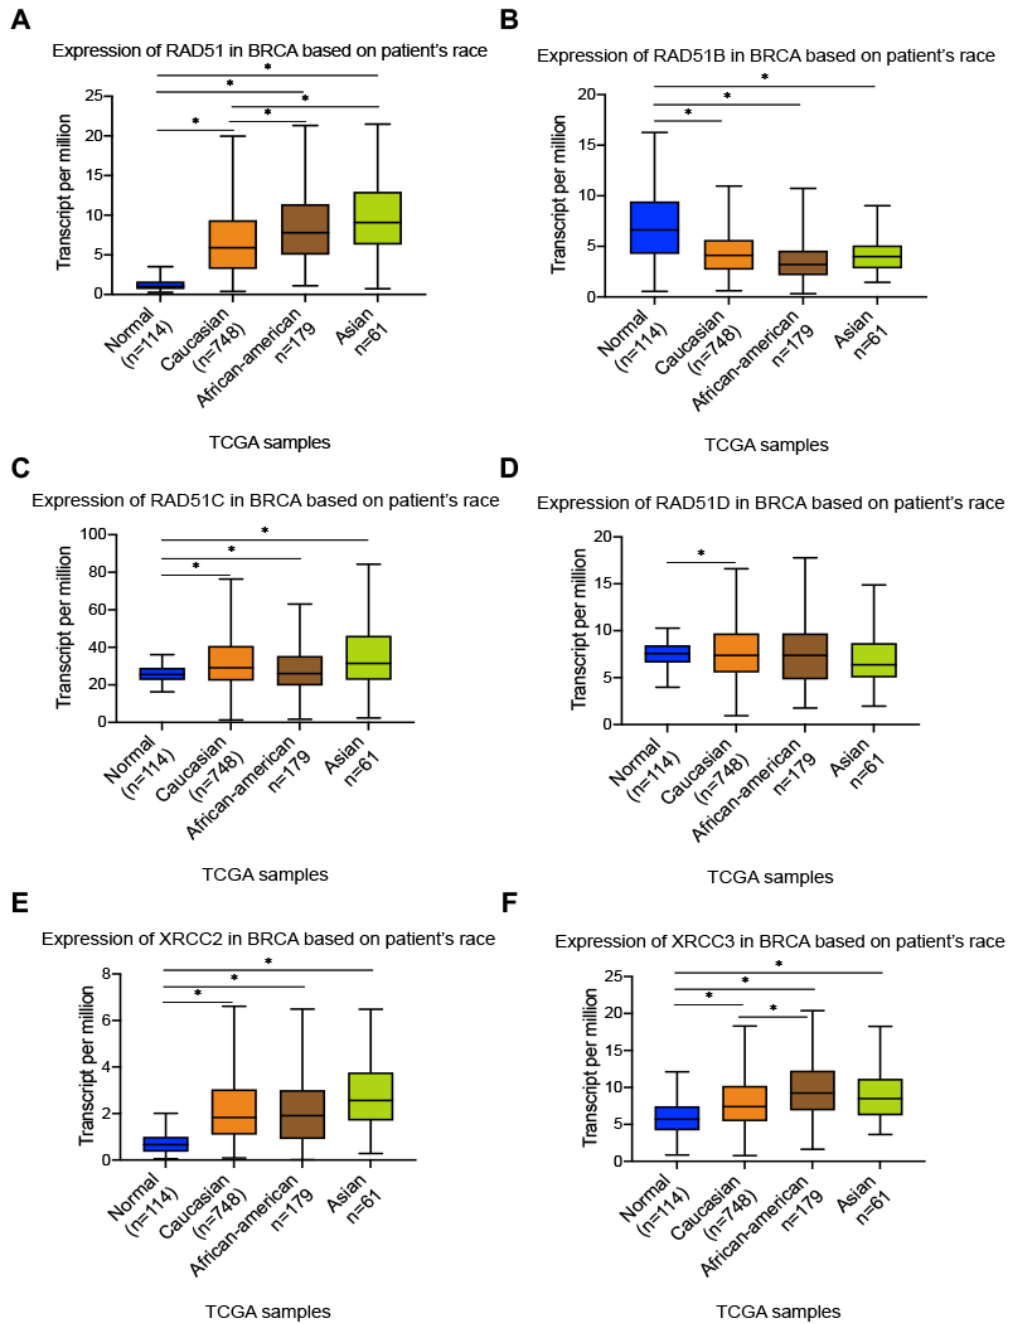 A
Expression of RAD51 in BRCA based on patient's race
* 
*
*
*
*
Transcript per million
25
20
15
10
5
0
Normal
(n=114)
Caucasian
(n=748)
African-american
n=179
Asian
n=61
TCGA samples
B
Expression of RAD51B in BRCA based on patient's race
*
*
*
Transcript per million
20
15
10
5
0
Normal
(n=114)
Caucasian
(n=748)
African-american
n=179
Asian
n=61
TCGA samples
C
Expression of RAD51C in BRCA based on patient's race
*
*
*
Transcript per million
100
80
60
40
20
0
Normal
(n=114)
Caucasian
(n=748)
African-american
n=179
Asian
n=61
TCGA samples
D
Expression of RAD51D in BRCA based on patient's race
*
Transcript per million
20
15
10
5
0
Normal
(n=114)
Caucasian
(n=748)
African-american
n=179
Asian
n=61
TCGA samples
E
Expression of XRCC2 in BRCA based on patient's race
*
*
*
Transcript per million
8
6
4
2
0
Normal
(n=114)
Caucasian
(n=748)
African-american
n=179
Asian
n=61
TCGA samples
F
Expression of XRCC3 in BRCA based on patient's race
*
*
*
*
Transcript per million
25
20
15
10
5
0
Normal
(n=114)
Caucasian
(n=748)
African-american
n=179
Asian
n=61
TCGA samples